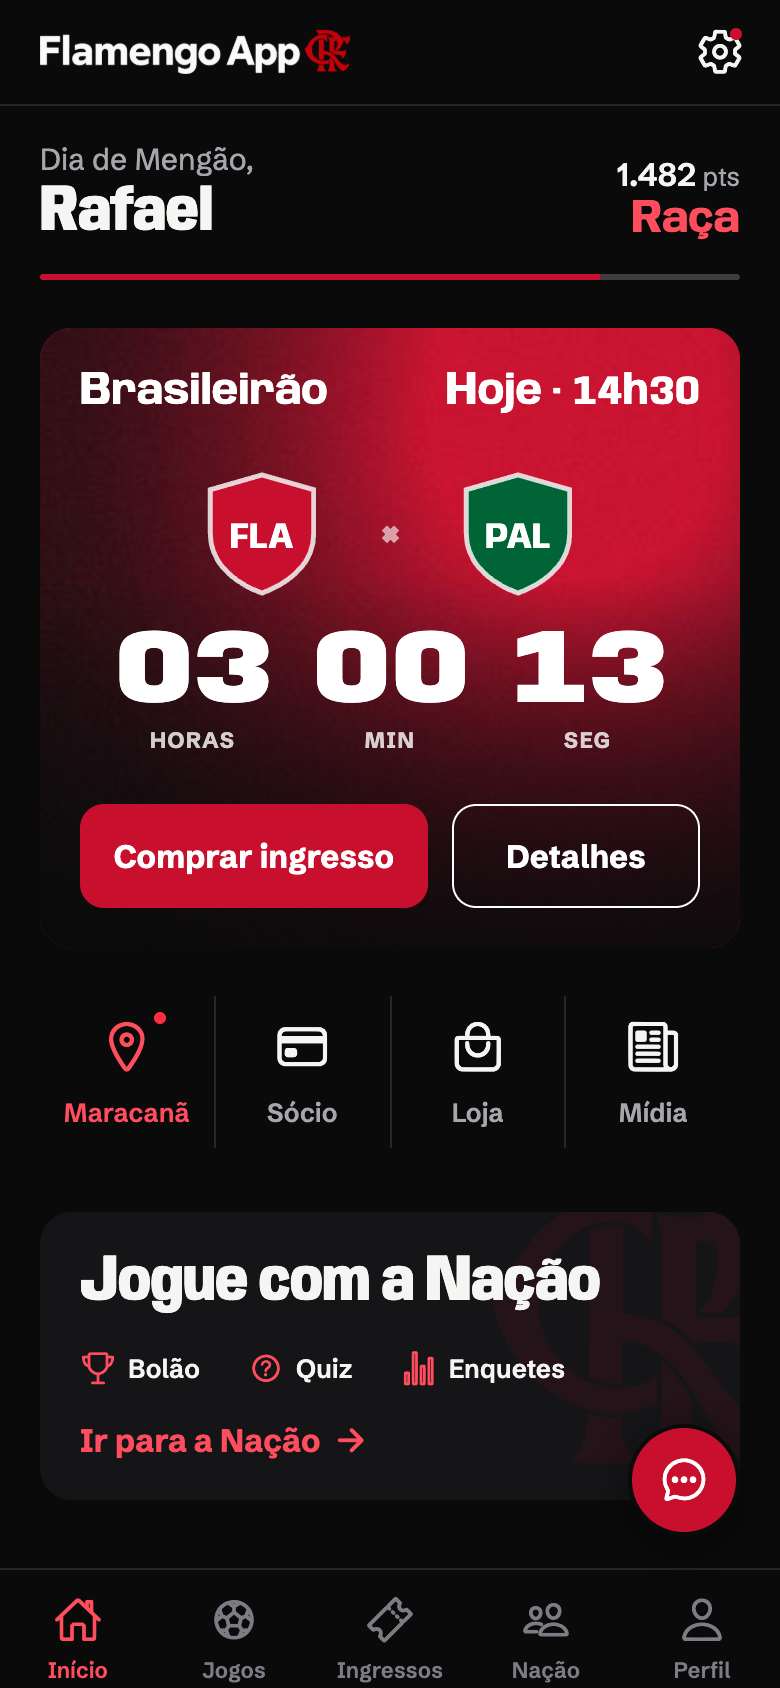 Flamengo App
Dia de Mengão,
Rafael
1.482 pts
Raça
Brasileirão
Hoje · 14h30
FLA
×
PAL
03 00 13
HORAS MIN SEG
Comprar ingresso
Detalhes
Maracanã
Sócio
Loja
Mídia
Jogue com a Nação
Bolão
Quiz
Enquetes
Ir para a Nação →
Início
Jogos
Ingressos
Nação
Perfil